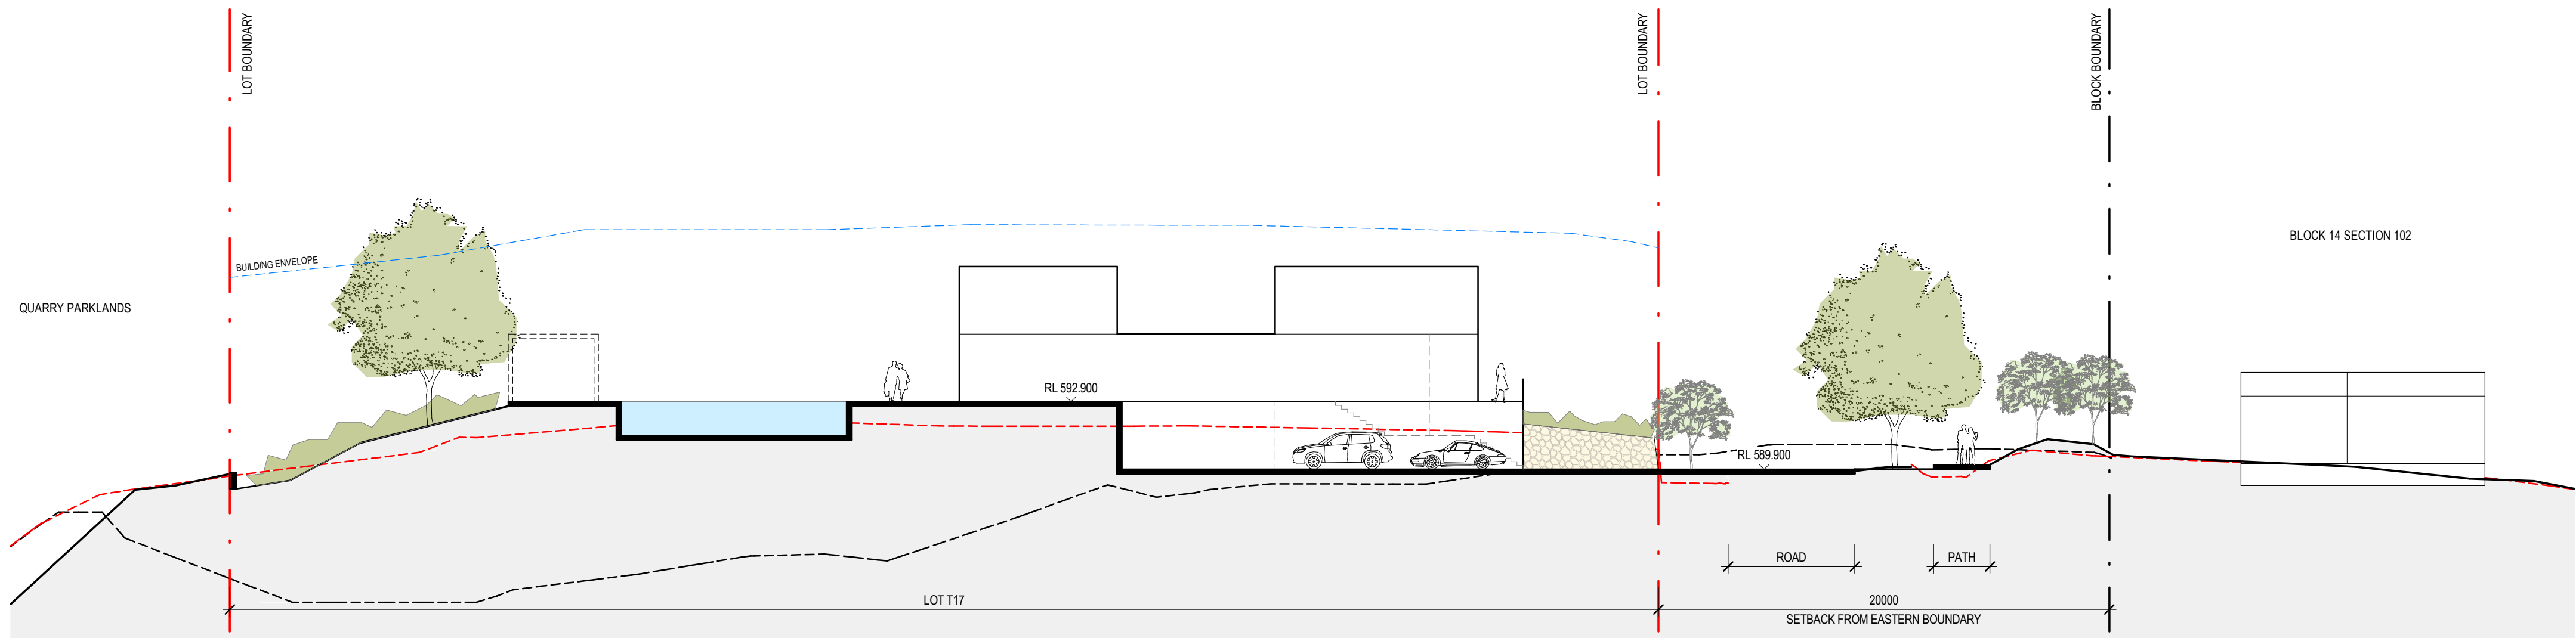 LOT BOUNDARY
LOT BOUNDARY
BLOCK BOUNDARY
BLOCK 14 SECTION 102
BUILDING ENVELOPE
QUARRY PARKLANDS
RL 592.900
RL 589.900
ROAD
PATH
LOT T17
20000
SETBACK FROM EASTERN BOUNDARY